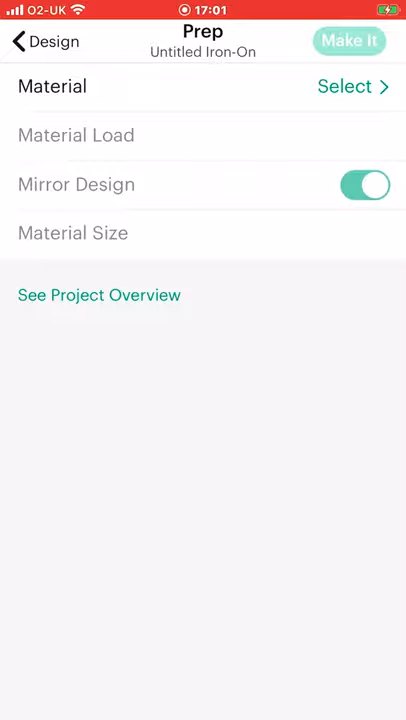 O2-UK 17:01
Design
Prep
Untitled Iron-On
Make It
Material Select
Material Load
Mirror Design
Material Size
See Project Overview